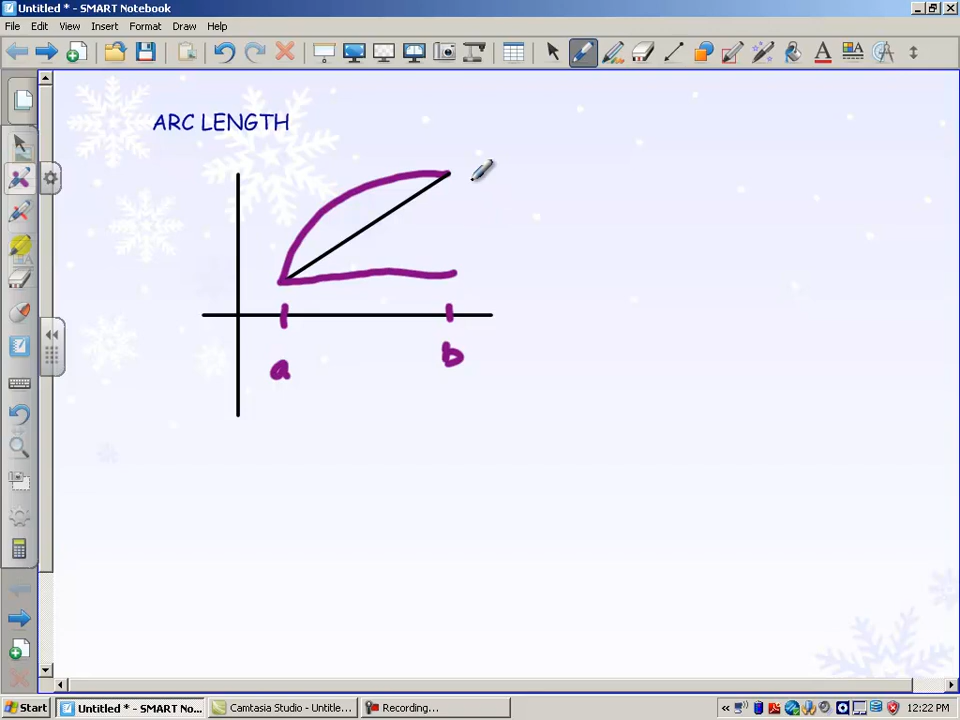 Untitled * - SMART Notebook
File Edit View Insert Format Draw Help
ARC LENGTH
a b
Start Untitled * - SMART No... Camtasia Studio - Untitle... Recording... « 12:22 PM